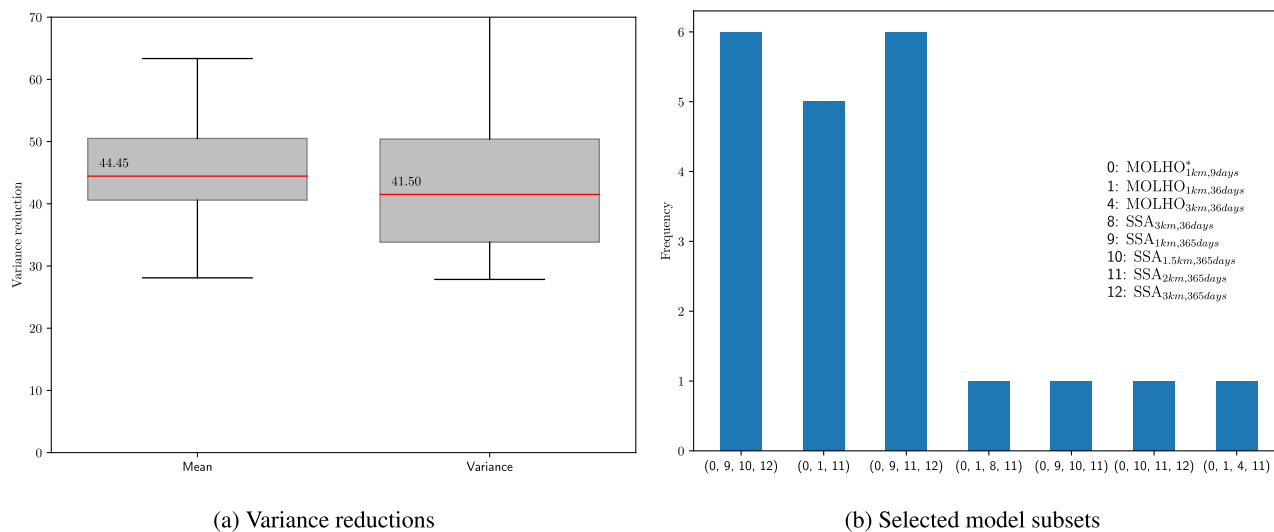 70
60
50
40
30
20
10
0
Variance reduction
44.45
41.50
Mean
Variance
(a) Variance reductions
6
5
4
3
2
1
0
Frequency
0: MOLHO*1km,9days
1: MOLHO1km,36days
4: MOLHO3km,36days
8: SSA3km,36days
9: SSA1km,365days
10: SSA1.5km,365days
11: SSA2km,365days
12: SSA3km,365days
(0, 9, 10, 12)
(0, 1, 11)
(0, 9, 11, 12)
(0, 1, 8, 11)
(0, 9, 10, 11)
(0, 10, 11, 12)
(0, 1, 4, 11)
(b) Selected model subsets